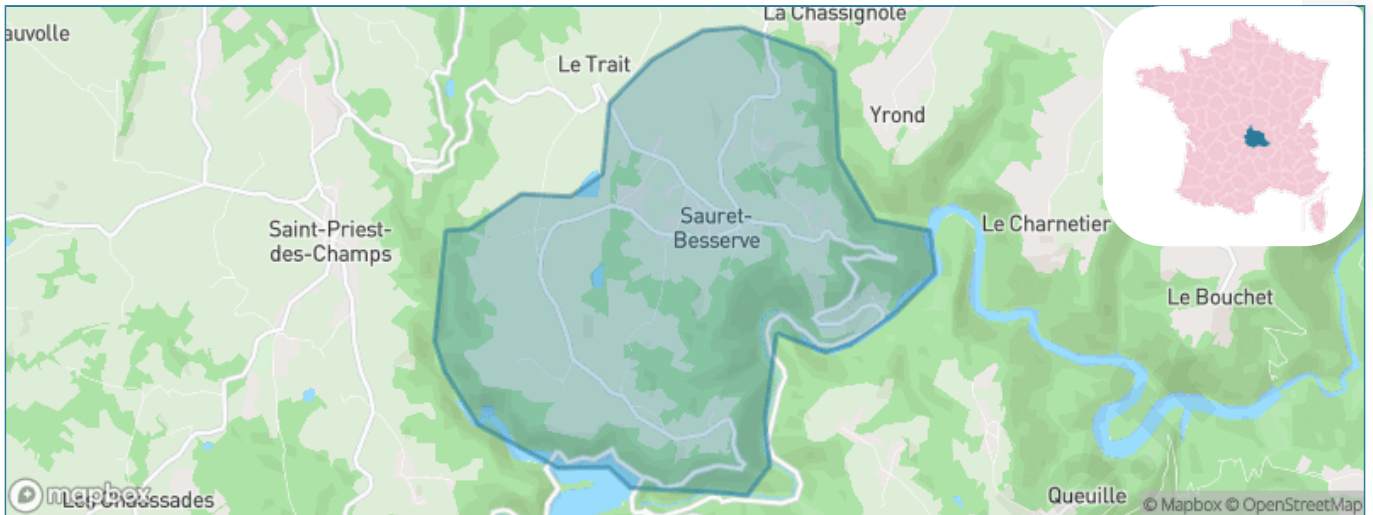 La Chassignole
auvolle
Le Trait
Yrond
Sauret-
Besserve
Saint-Priest-
des-Champs
Le Charnetier
Le Bouchet
mapbox
Les Chaussades
Queuille
© Mapbox © OpenStreetMap